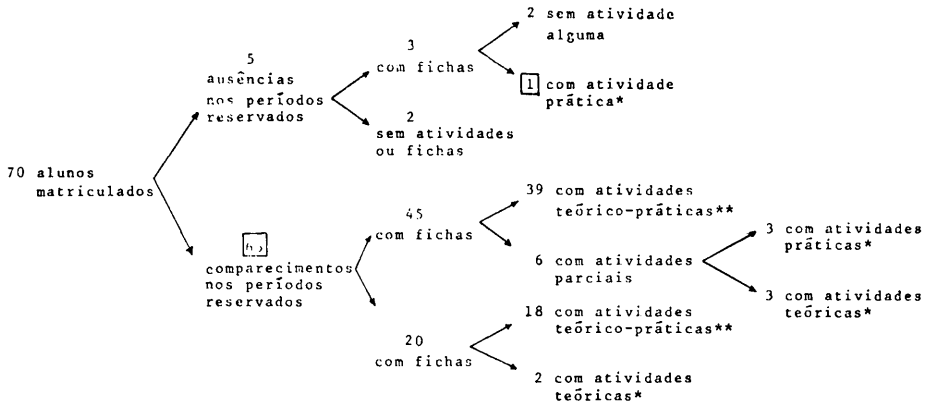 2 sem atividade
alguma
3
com fichas
1 com atividade
prática*
5
ausências
nos períodos
reservados
2
sem atividades
ou fichas
70 alunos
matriculados
39 com atividades
teórico-práticas**
45
com fichas
3 com atividades
práticas*
65
comparecimentos
nos períodos
reservados
6 com atividades
parciais
3 com atividades
teóricas*
18 com atividades
teórico-práticas**
20
com fichas
2 com atividades
teóricas*